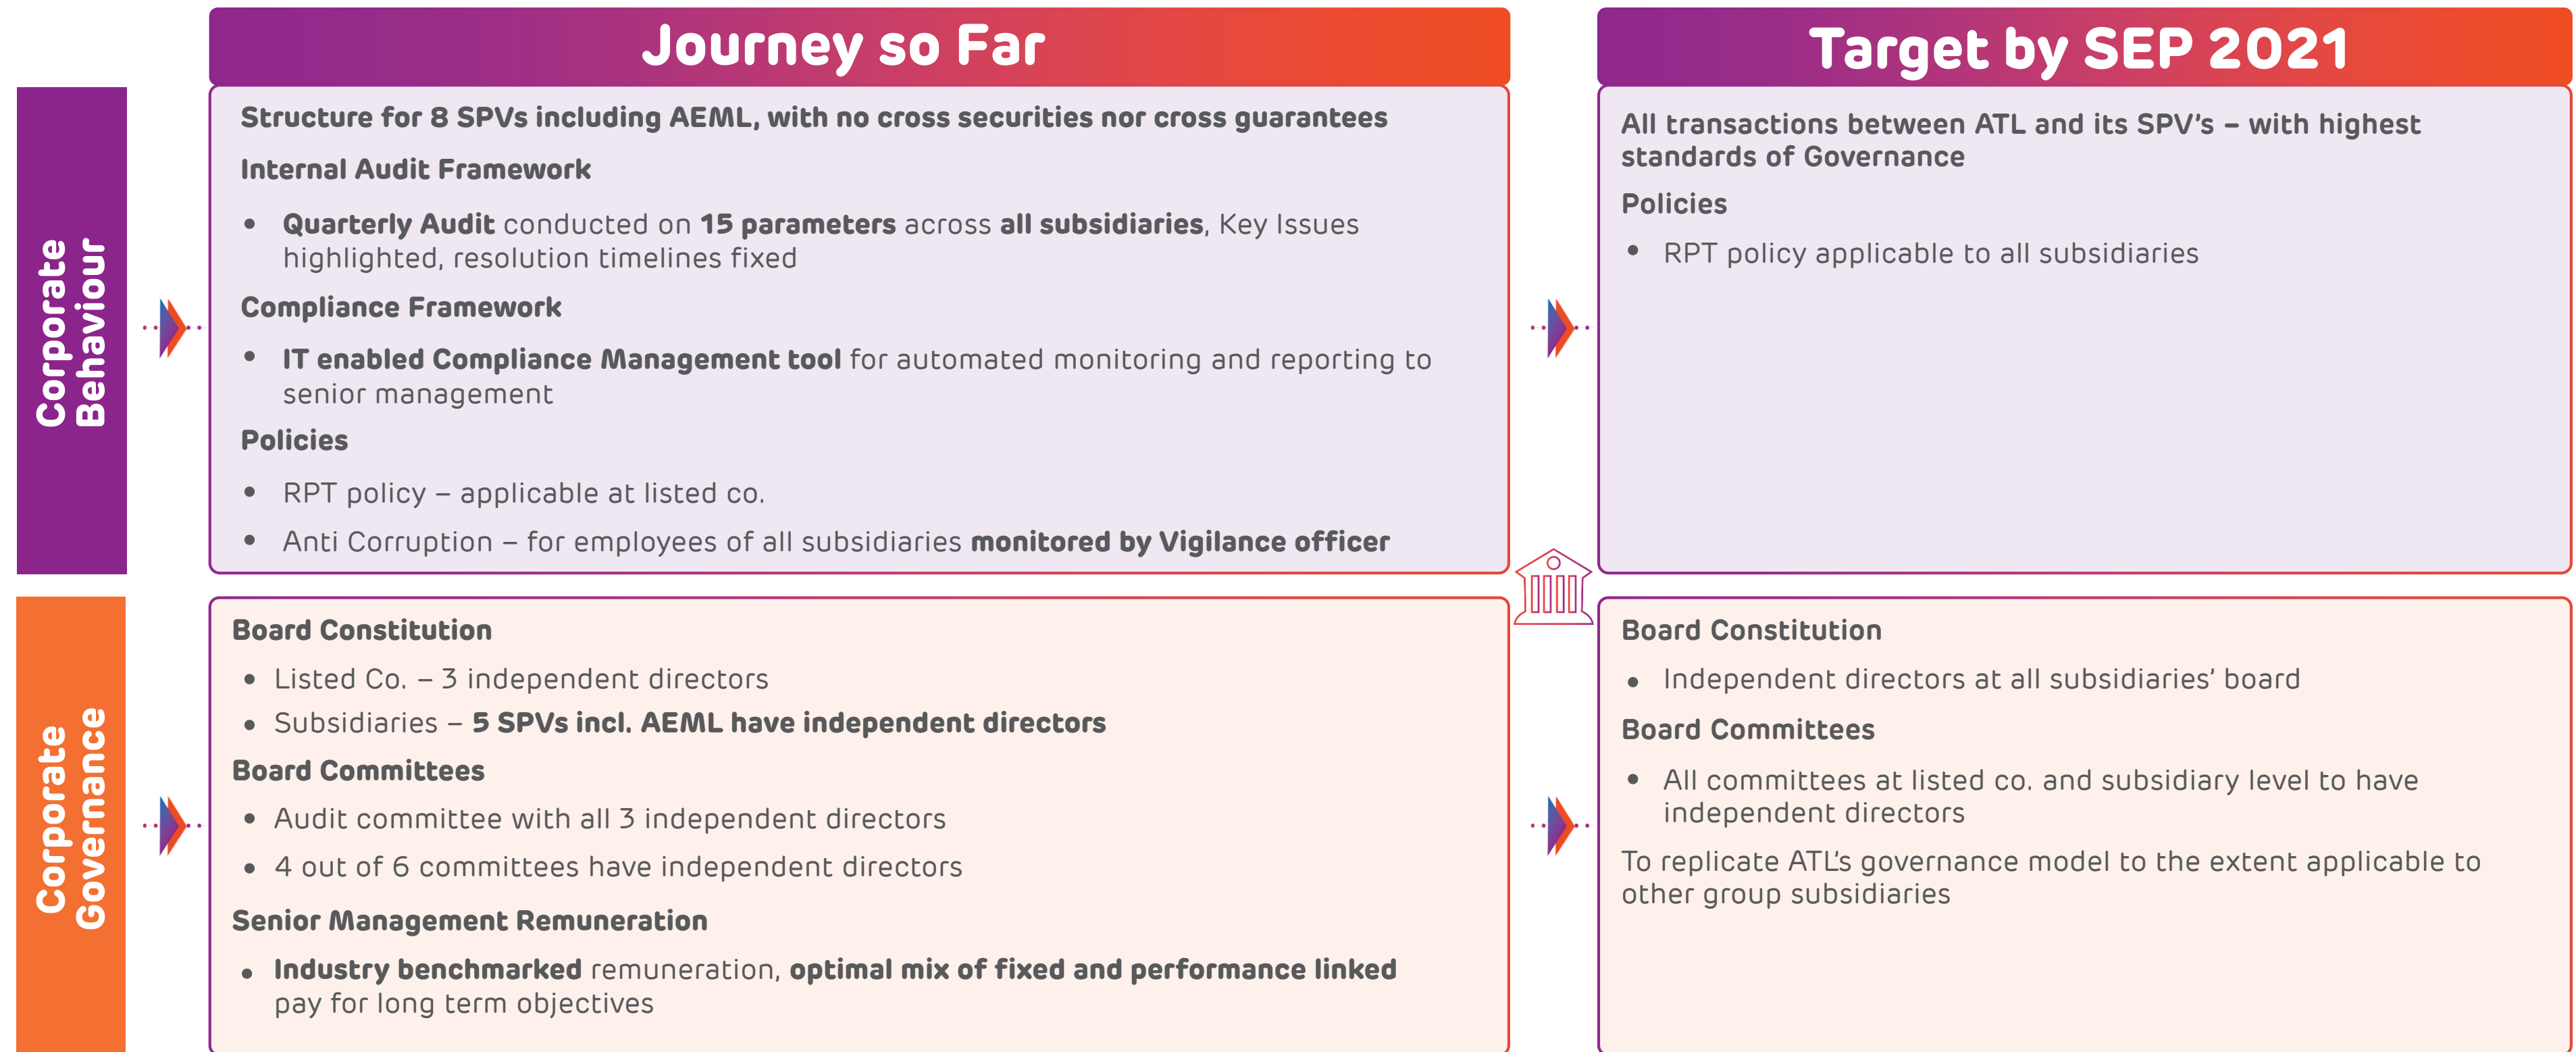 Journey so Far
Target by SEP 2021
Corporate
Behaviour
Structure for 8 SPVs including AEML, with no cross securities nor cross guarantees
Internal Audit Framework
• Quarterly Audit conducted on 15 parameters across all subsidiaries, Key Issues
highlighted, resolution timelines fixed
Compliance Framework
• IT enabled Compliance Management tool for automated monitoring and reporting to
senior management
Policies
• RPT policy – applicable at listed co.
• Anti Corruption – for employees of all subsidiaries monitored by Vigilance officer
All transactions between ATL and its SPV’s – with highest
standards of Governance
Policies
• RPT policy applicable to all subsidiaries
Corporate
Governance
Board Constitution
• Listed Co. – 3 independent directors
• Subsidiaries – 5 SPVs incl. AEML have independent directors
Board Committees
• Audit committee with all 3 independent directors
• 4 out of 6 committees have independent directors
Senior Management Remuneration
• Industry benchmarked remuneration, optimal mix of fixed and performance linked
pay for long term objectives
Board Constitution
• Independent directors at all subsidiaries’ board
Board Committees
• All committees at listed co. and subsidiary level to have
independent directors
To replicate ATL’s governance model to the extent applicable to
other group subsidiaries